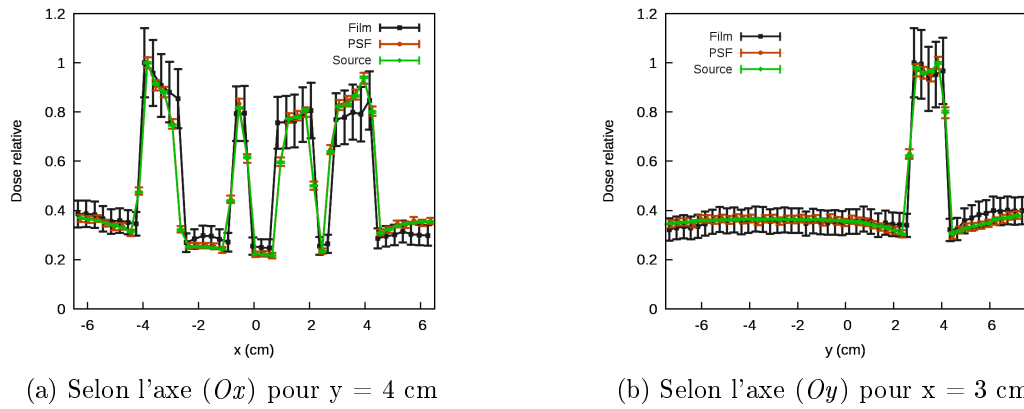 1.2
1
0.8
0.6
0.4
0.2
0
Dose relative
-6 -4 -2 0 2 4 6
x (cm)
Film
PSF
Source
(a) Selon l'axe (Ox) pour y = 4 cm
1.2
1
0.8
0.6
0.4
0.2
0
Dose relative
-6 -4 -2 0 2 4 6
y (cm)
Film
PSF
Source
(b) Selon l'axe (Oy) pour x = 3 cm